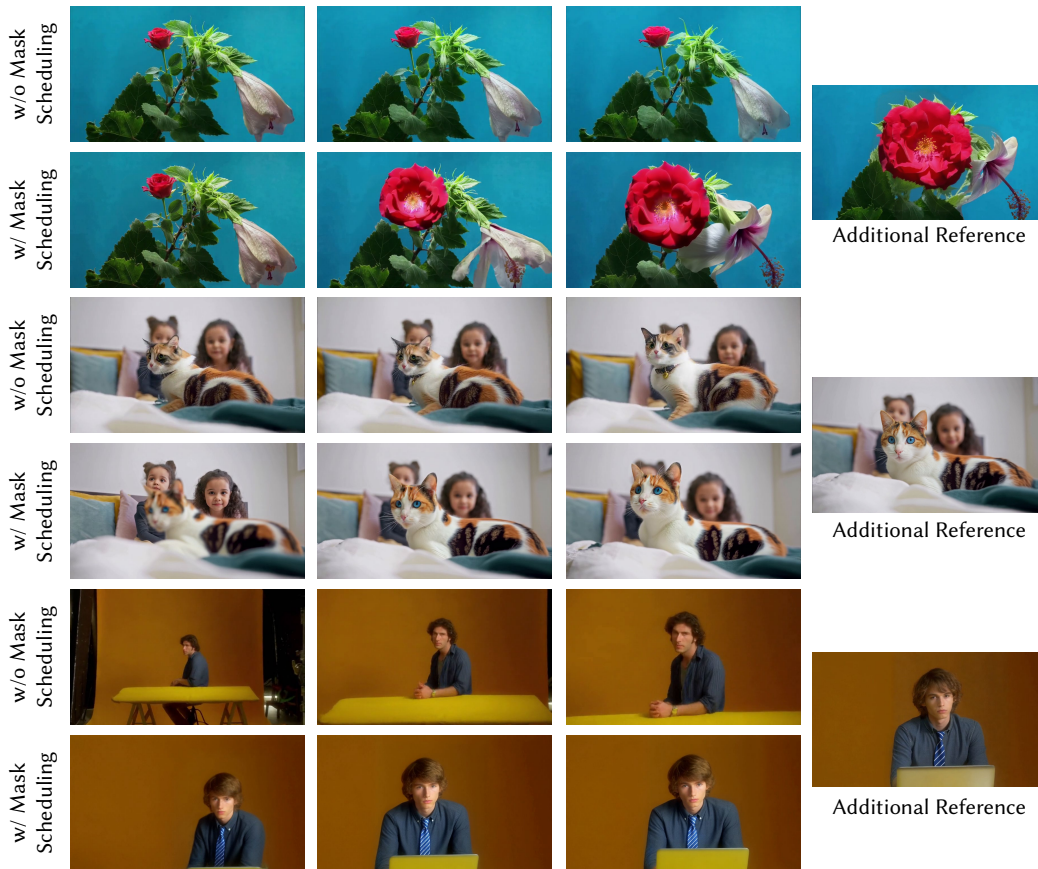 w/o Mask
Scheduling
w/ Mask
Scheduling
Additional Reference
w/o Mask
Scheduling
w/ Mask
Scheduling
Additional Reference
w/o Mask
Scheduling
w/ Mask
Scheduling
Additional Reference